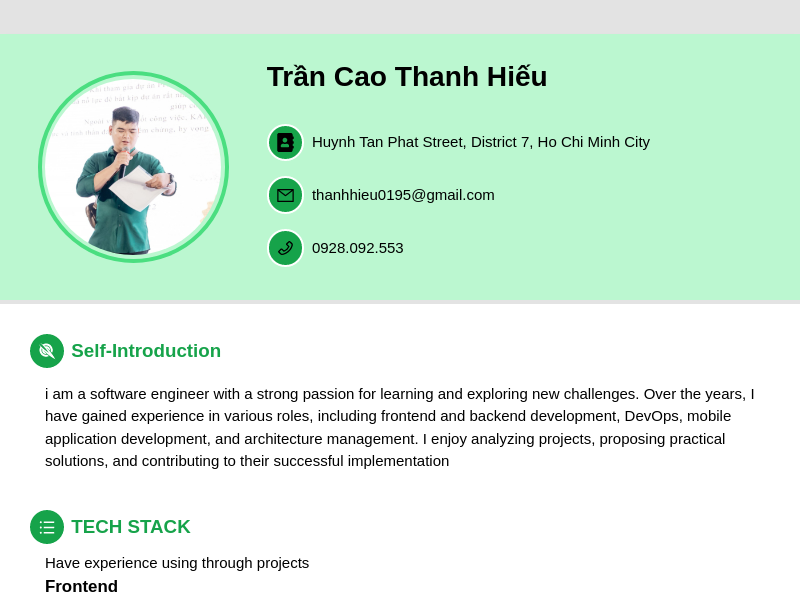 Trần Cao Thanh Hiếu
Huynh Tan Phat Street, District 7, Ho Chi Minh City
thanhhieu0195@gmail.com
0928.092.553
Self-Introduction
i am a software engineer with a strong passion for learning and exploring new challenges. Over the years, I
have gained experience in various roles, including frontend and backend development, DevOps, mobile
application development, and architecture management. I enjoy analyzing projects, proposing practical
solutions, and contributing to their successful implementation
TECH STACK
Have experience using through projects
Frontend